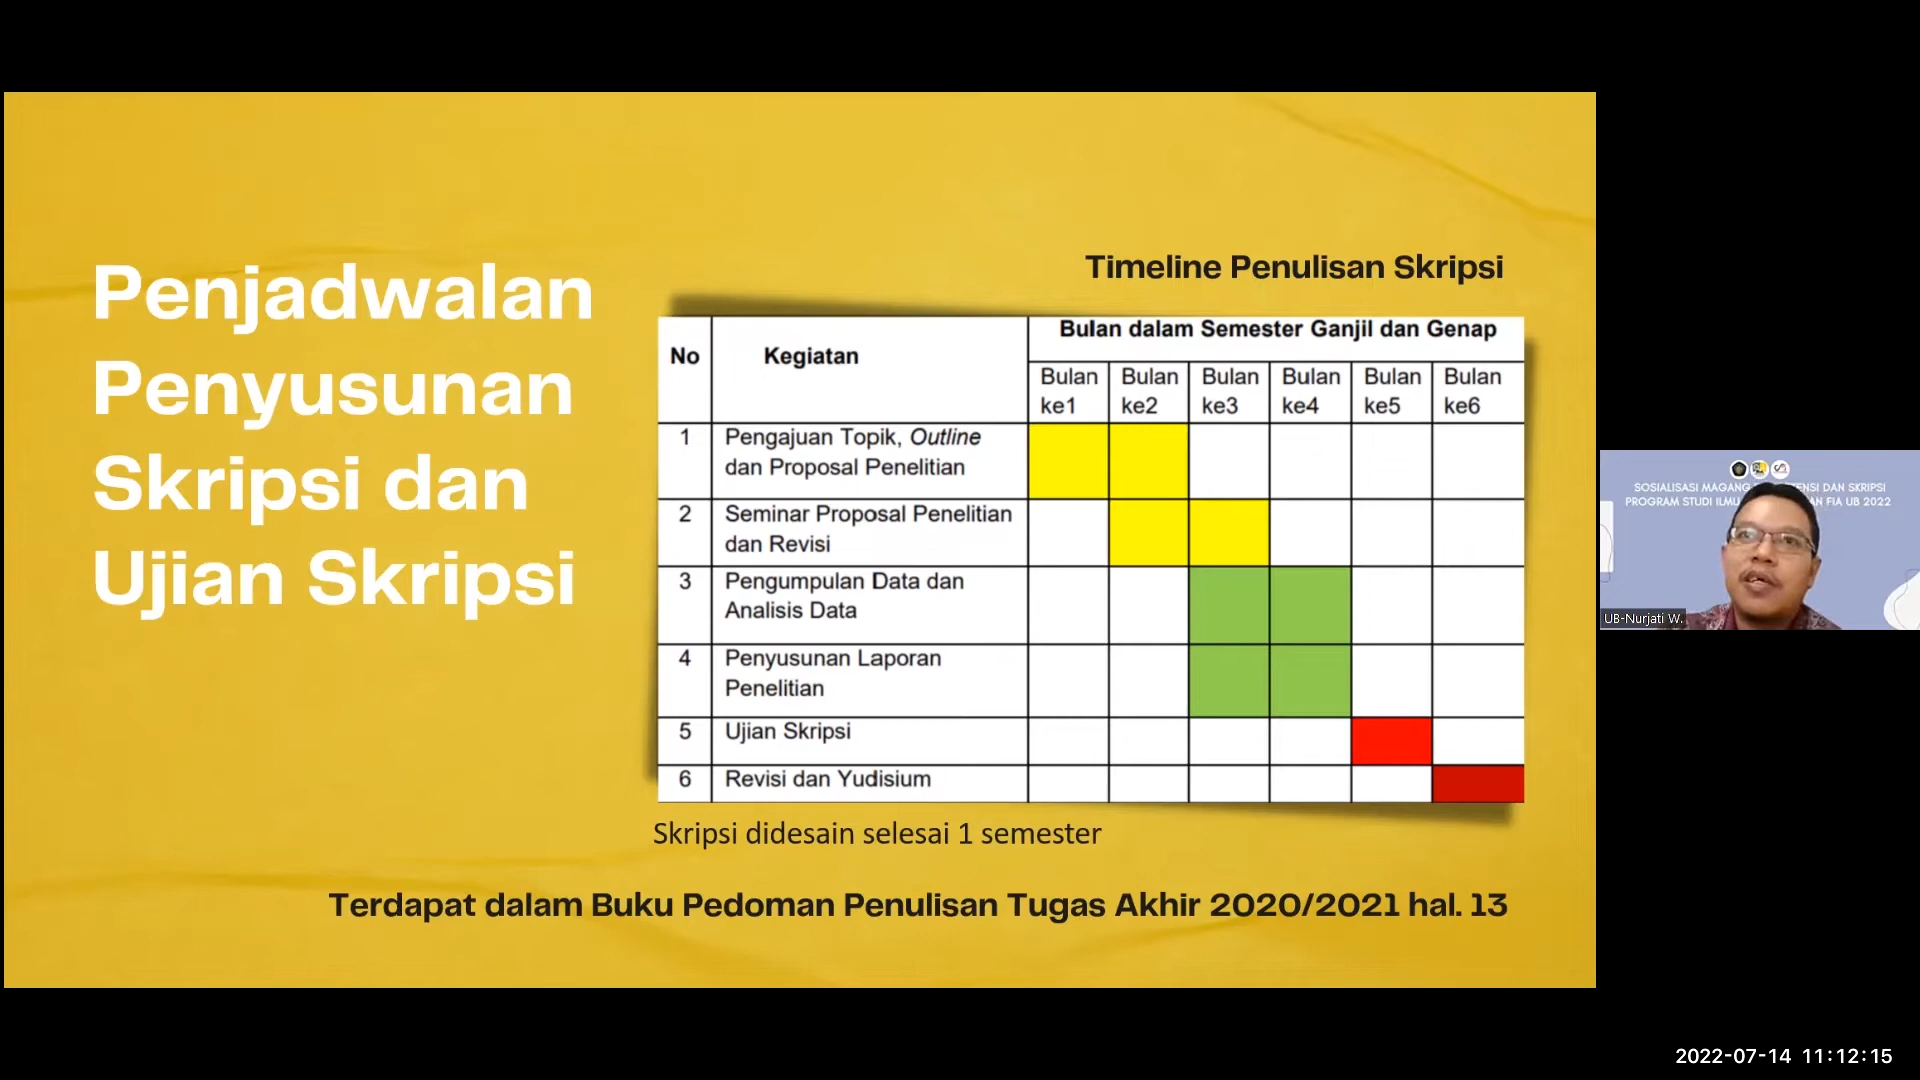 Penjadwalan
Penyusunan
Skripsi dan
Ujian Skripsi
Timeline Penulisan Skripsi
No
Kegiatan
Bulan dalam Semester Ganjil dan Genap
Bulan ke1
Bulan ke2
Bulan ke3
Bulan ke4
Bulan ke5
Bulan ke6
1
Pengajuan Topik, Outline
dan Proposal Penelitian
2
Seminar Proposal Penelitian
dan Revisi
3
Pengumpulan Data dan
Analisis Data
4
Penyusunan Laporan
Penelitian
5
Ujian Skripsi
6
Revisi dan Yudisium
Skripsi didesain selesai 1 semester
Terdapat dalam Buku Pedoman Penulisan Tugas Akhir 2020/2021 hal. 13
SOSIALISASI MAGANG DAN SKRIPSI
PROGRAM STUDI FIA UB 2022
UB-Nurjati W.
2022-07-14 11:12:15